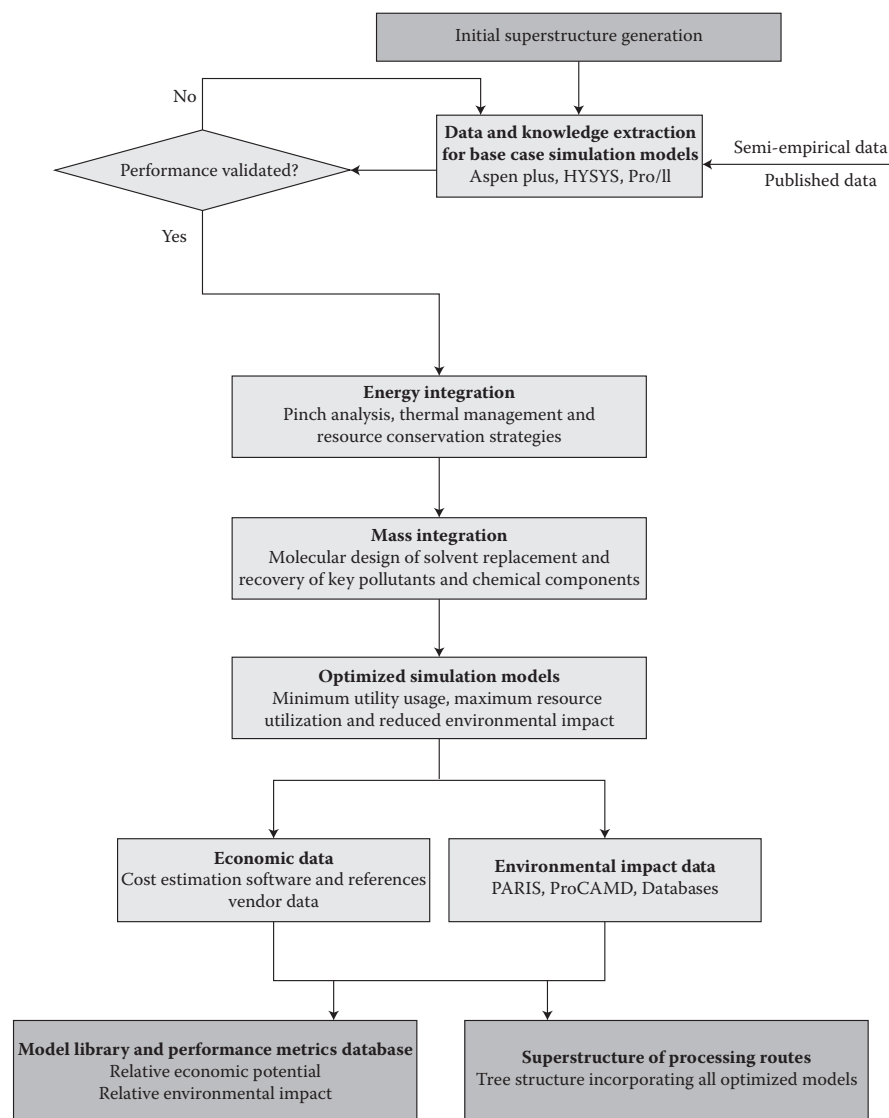 Initial superstructure generation
No
Data and knowledge extraction
for base case simulation models
Aspen plus, HYSYS, Pro/ll
Semi-empirical data
Published data
Performance validated?
Yes
Energy integration
Pinch analysis, thermal management and
resource conservation strategies
Mass integration
Molecular design of solvent replacement and
recovery of key pollutants and chemical components
Optimized simulation models
Minimum utility usage, maximum resource
utilization and reduced environmental impact
Economic data
Cost estimation software and references
vendor data
Environmental impact data
PARIS, ProCAMD, Databases
Model library and performance metrics database
Relative economic potential
Relative environmental impact
Superstructure of processing routes
Tree structure incorporating all optimized models